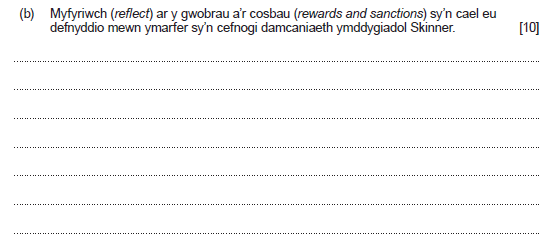 (b) Myfyriwch (reflect) ar y gwobrau a'r cosbau (rewards and sanctions) sy'n cael eu
defnyddio mewn ymarfer sy'n cefnogi damcaniaeth ymddygiadol Skinner. [10]